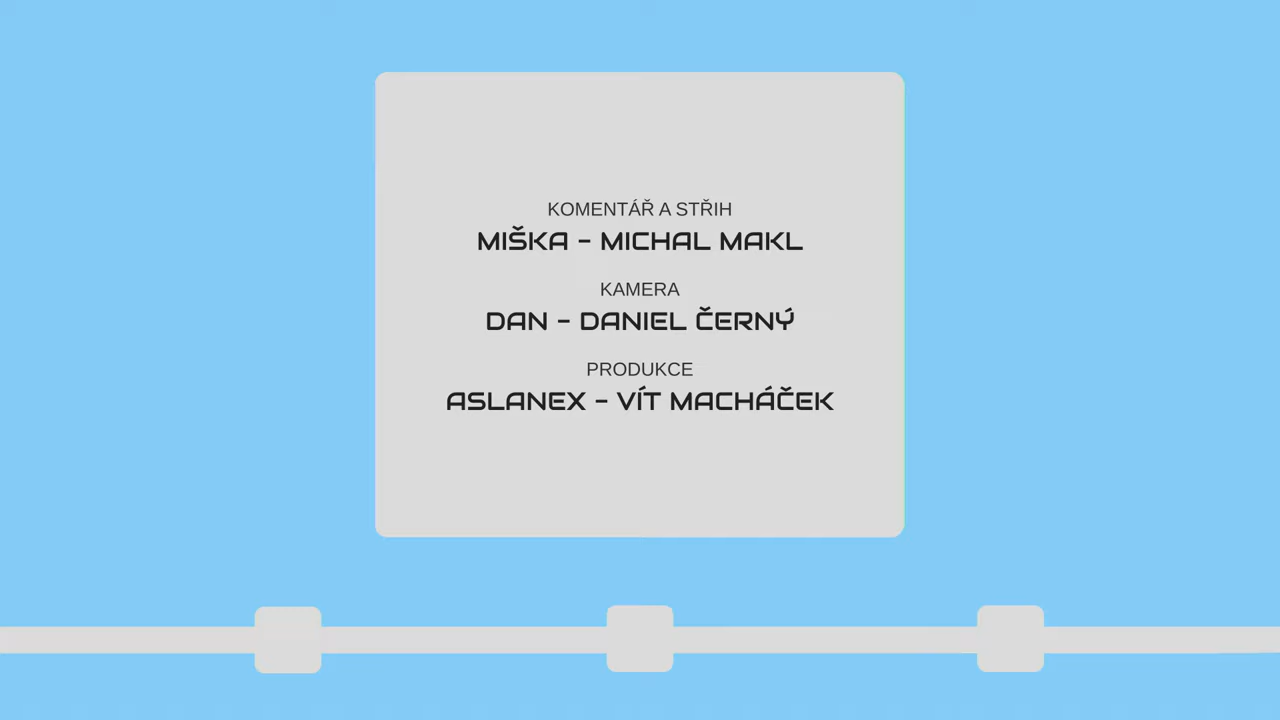 KOMENTÁŘ A STŘIH
MIŠKA - MICHAL MAKL
KAMERA
DAN - DANIEL ČERNÝ
PRODUKCE
ASLANEX - VÍT MACHÁČEK